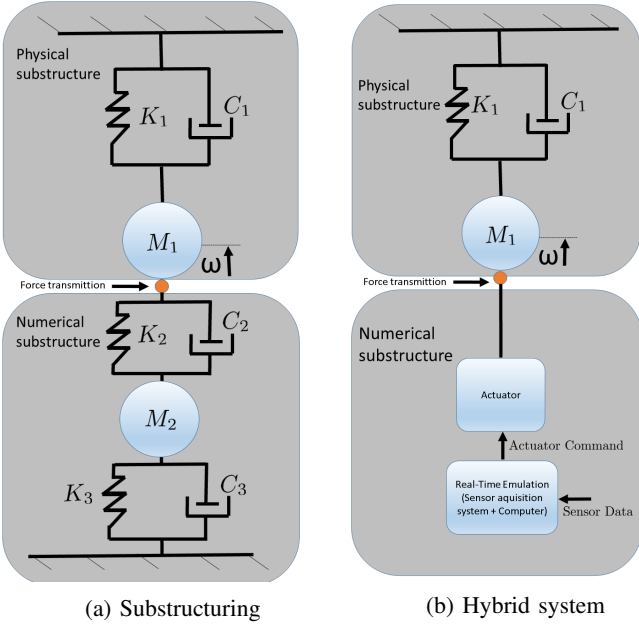 Physical
substructure
K1
C1
M1
ω
Force transmittion
Numerical
substructure
K2
C2
M2
K3
C3
(a) Substructuring
Physical
substructure
K1
C1
M1
ω
Force transmittion
Numerical
substructure
Actuator
Actuator Command
Real-Time Emulation
(Sensor aquisition
system + Computer)
Sensor Data
(b) Hybrid system